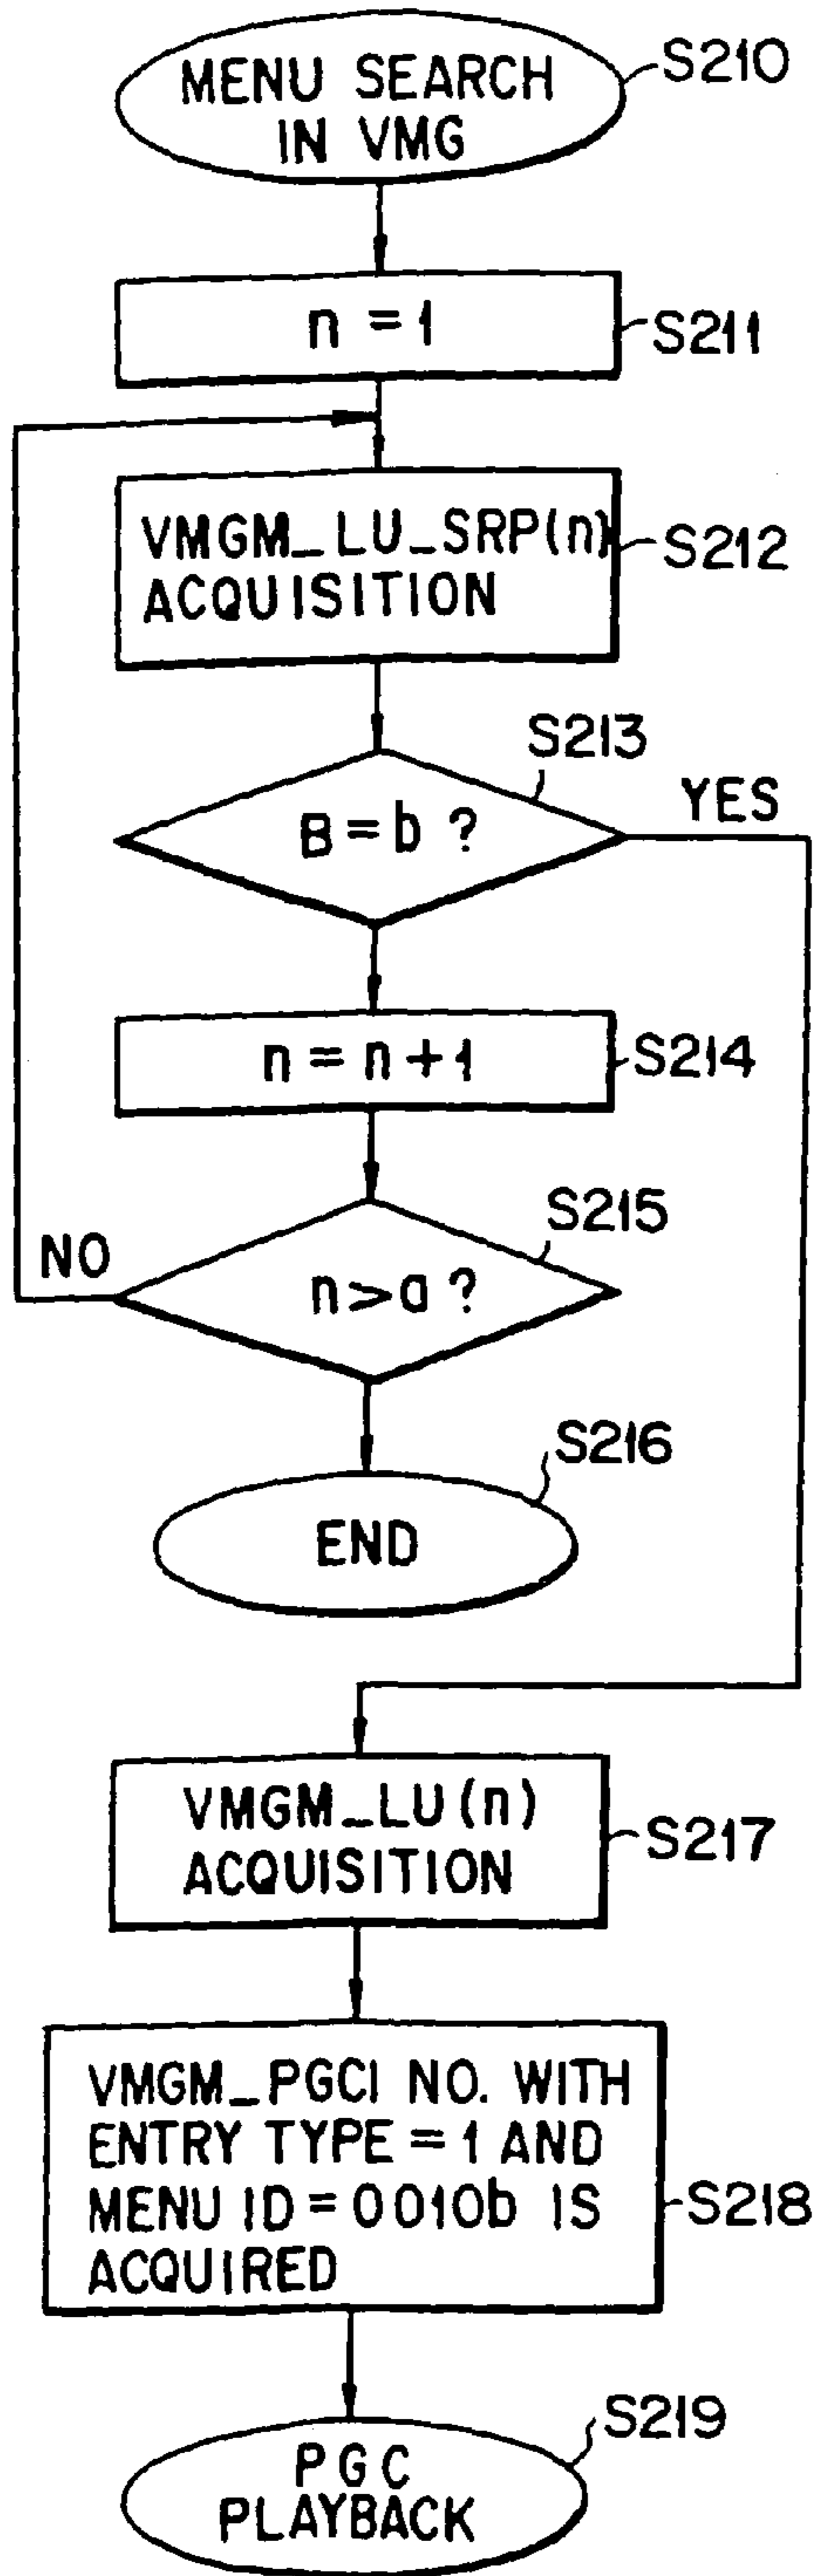 MENU SEARCH
IN VMG
S210
n = 1
S211
VMGM_LU_SRP(n)
ACQUISITION
S212
S213
B = b ?
YES
n = n + 1
S214
S215
NO
n > a ?
S216
END
VMGM_LU(n)
ACQUISITION
S217
VMGM_PGCI NO. WITH
ENTRY TYPE = 1 AND
MENU ID = 0010b IS
ACQUIRED
S218
S219
PGC
PLAYBACK